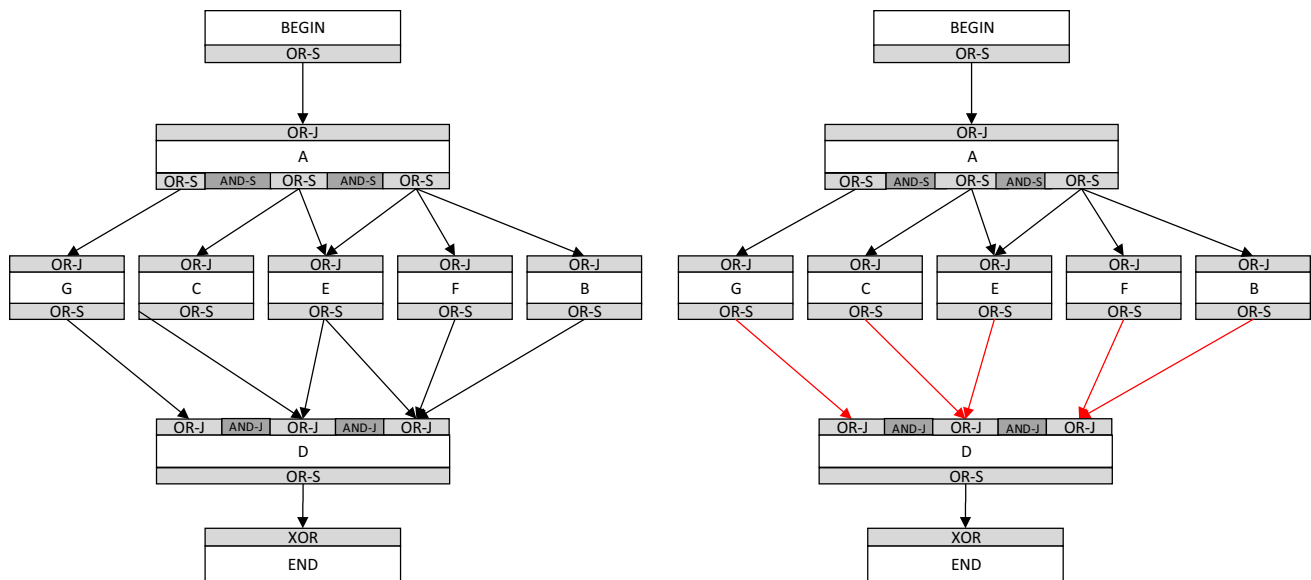 BEGIN
OR-S
OR-J
A
OR-S AND-S OR-S AND-S OR-S
OR-J OR-J OR-J OR-J OR-J
G C E F B
OR-S OR-S OR-S OR-S OR-S
OR-J AND-J OR-J AND-J OR-J
D
OR-S
XOR
END
BEGIN
OR-S
OR-J
A
OR-S AND-S OR-S AND-S OR-S
OR-J OR-J OR-J OR-J OR-J
G C E F B
OR-S OR-S OR-S OR-S OR-S
OR-J AND-J OR-J AND-J OR-J
D
OR-S
XOR
END